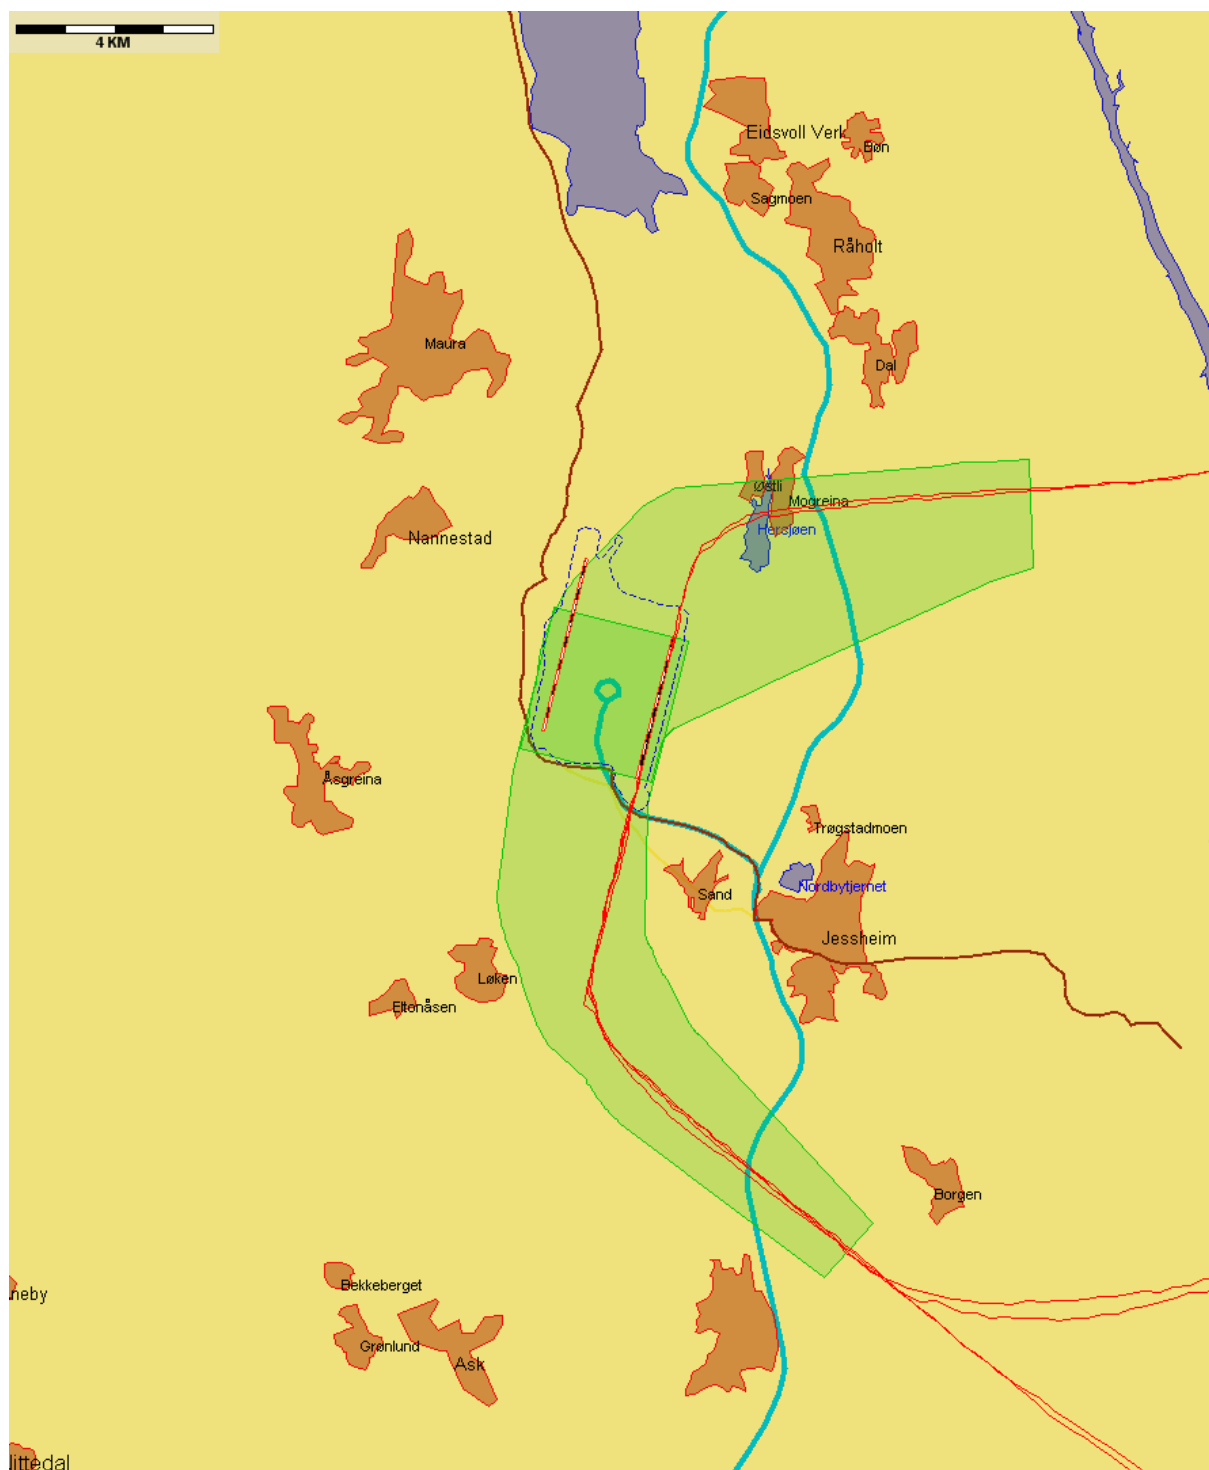 4 KM
Eidsvoll Verk
Bøn
Sagmoen
Råholt
Maura
Dal
Østli
Mogreina
Hersjøen
Nannestad
Åsgreina
Trøgstadmoen
Nordbytjernet
Sand
Jessheim
Løken
Eltonåsen
Borgen
Bekkeberget
neby
Grønlund
Ask
littedal